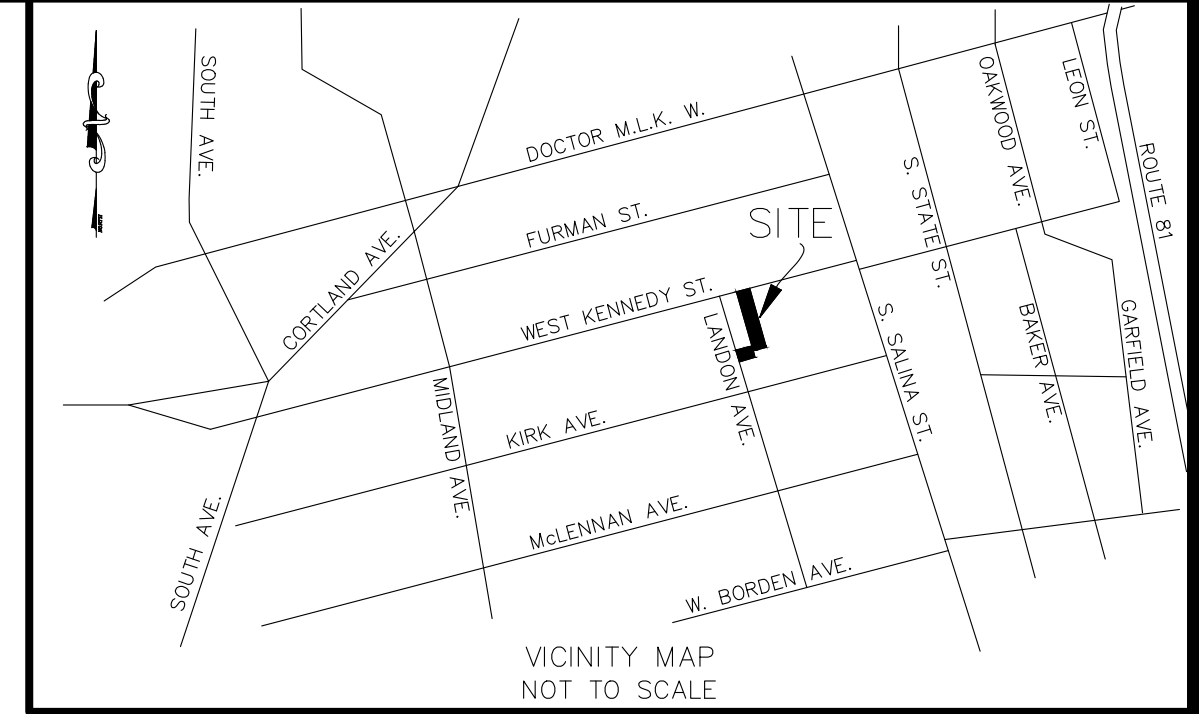 SOUTH AVE.
DOCTOR M.L.K. W.
OAKWOOD AVE.
LEON ST.
ROUTE 81
S. STATE ST.
FURMAN ST.
SITE
CORTLAND AVE.
WEST KENNEDY ST.
LANDON AVE.
S. SALINA ST.
BAKER AVE.
GARFIELD AVE.
MIDLAND AVE.
KIRK AVE.
McLENNAN AVE.
SOUTH AVE.
W. BORDEN AVE.
VICINITY MAP
NOT TO SCALE